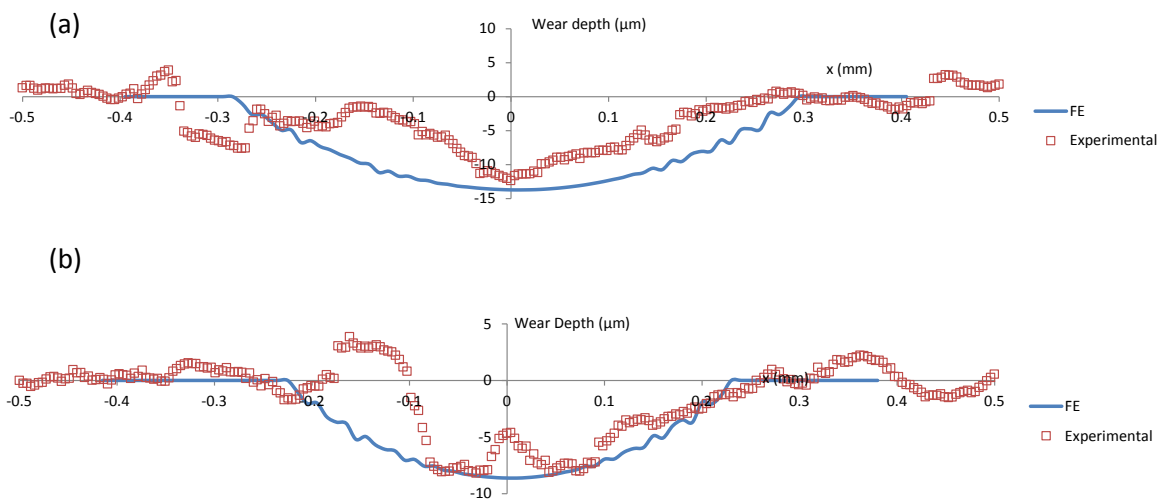 (a)
Wear depth (µm)
10
5
x (mm)
0
-0.5 -0.4 -0.3 -0.2 -0.1 0 0.1 0.2 0.3 0.4 0.5
-5
-10
-15
FE
Experimental
(b)
Wear Depth (µm)
5
0
x (mm)
-0.5 -0.4 -0.3 -0.2 -0.1 0 0.1 0.2 0.3 0.4 0.5
-5
-10
FE
Experimental